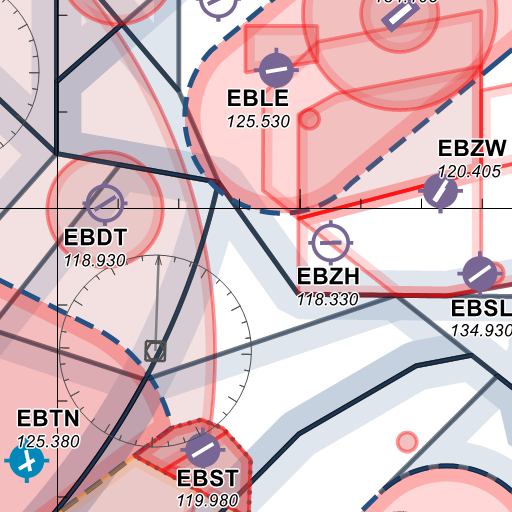 EBLE
125.530
EBZW
120.405
EBDT
118.930
EBZH
118.330
EBSL
134.930
EBTN
125.380
EBST
119.980